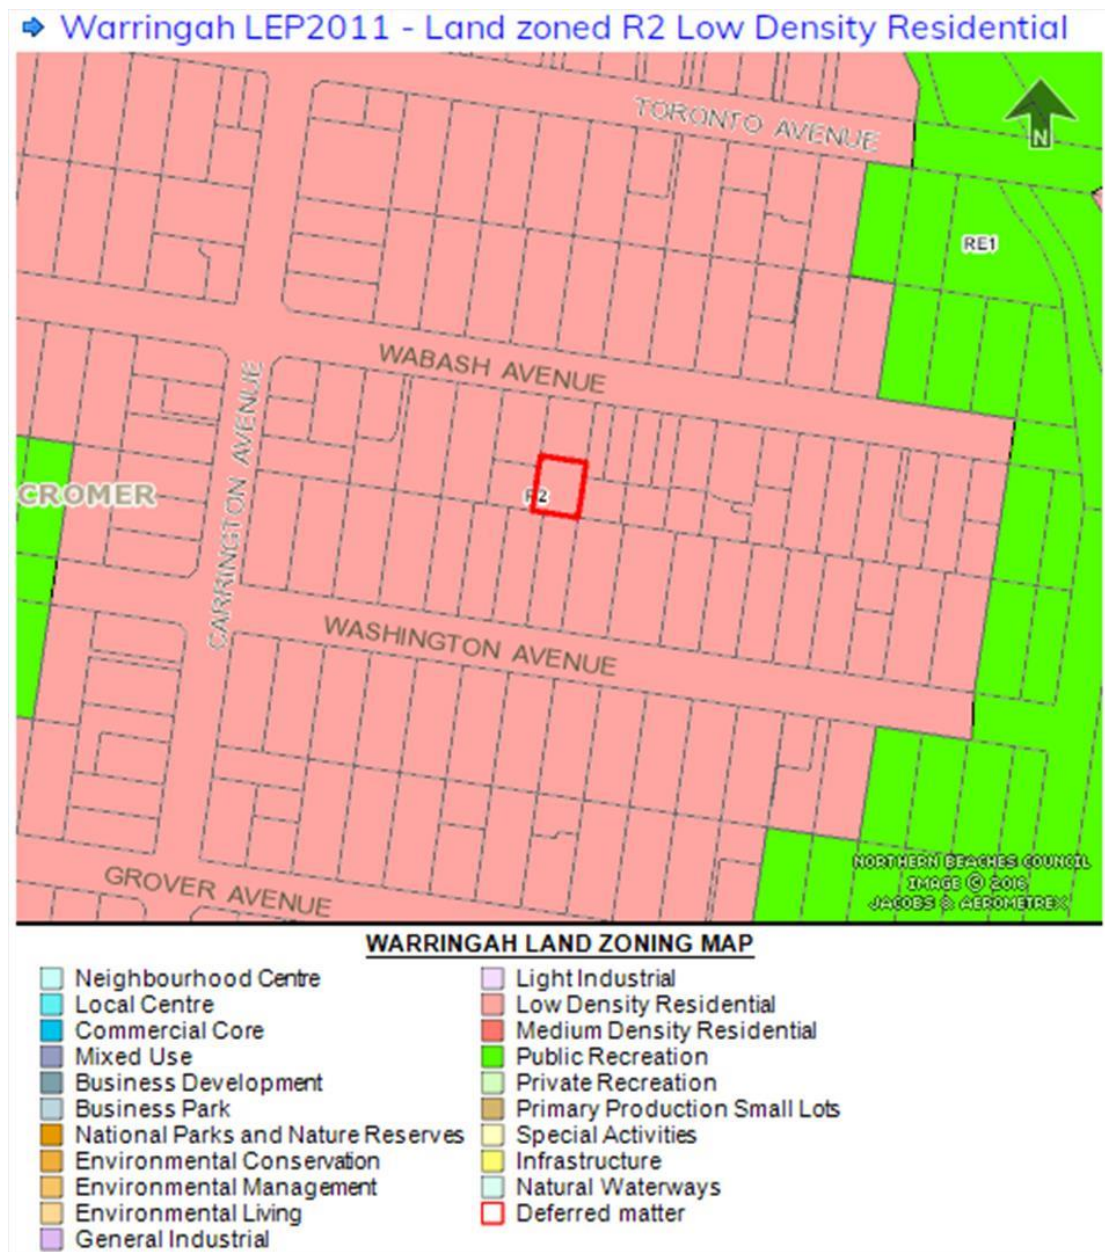 Warringah LEP2011 - Land zoned R2 Low Density Residential
TORONTO AVENUE
N
RE1
WABASH AVENUE
CARRINGTON AVENUE
CROMER
R2
WASHINGTON AVENUE
NORTHERN BEACHES COUNCIL
IMAGE © 2016
JACOBS & AEROMETREX
GROVER AVENUE
WARRINGAH LAND ZONING MAP
Neighbourhood Centre
Local Centre
Commercial Core
Mixed Use
Business Development
Business Park
National Parks and Nature Reserves
Environmental Conservation
Environmental Management
Environmental Living
General Industrial
Light Industrial
Low Density Residential
Medium Density Residential
Public Recreation
Private Recreation
Primary Production Small Lots
Special Activities
Infrastructure
Natural Waterways
Deferred matter